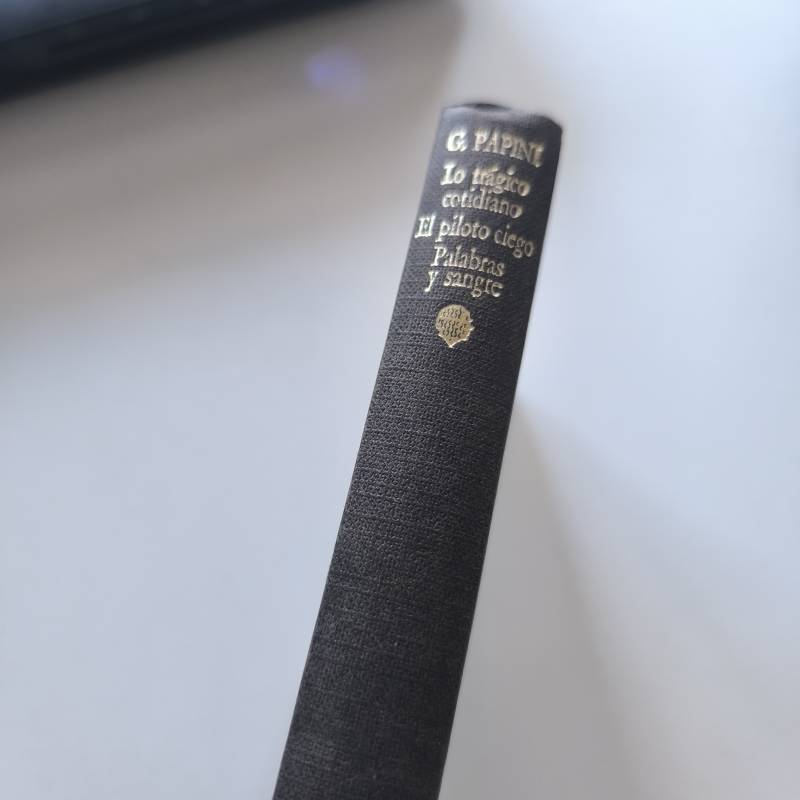 G. PAPINI
Lo trágico
cotidiano
El piloto ciego
Palabras
y sangre